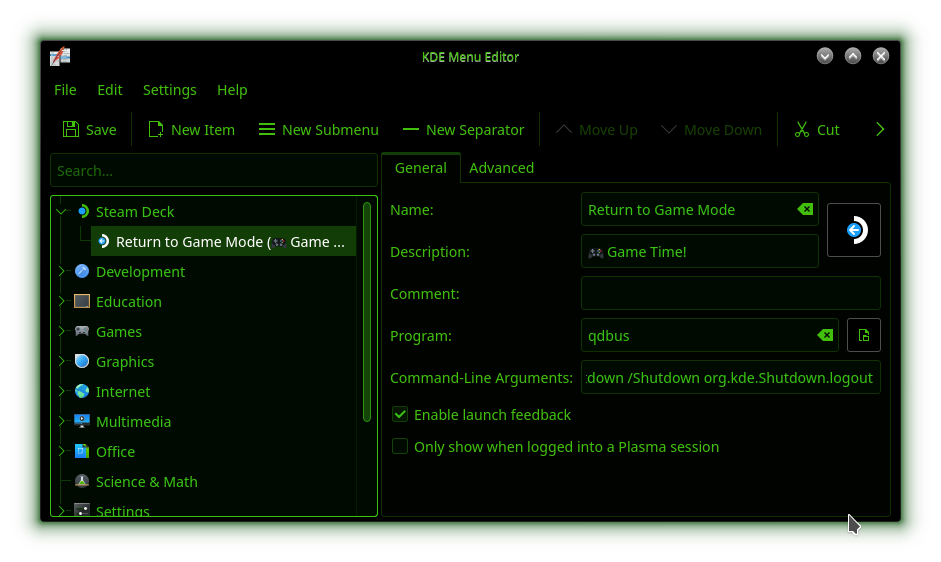 KDE Menu Editor
File Edit Settings Help
Save New Item New Submenu New Separator Move Up Move Down Cut
Search...
General Advanced
Steam Deck
Return to Game Mode (🎮 Game ...
Development
Education
Games
Graphics
Internet
Multimedia
Office
Science & Math
Settings
Name: Return to Game Mode
Description: 🎮 Game Time!
Comment:
Program: qdbus
Command-Line Arguments: down /Shutdown org.kde.Shutdown.logout
Enable launch feedback
Only show when logged into a Plasma session